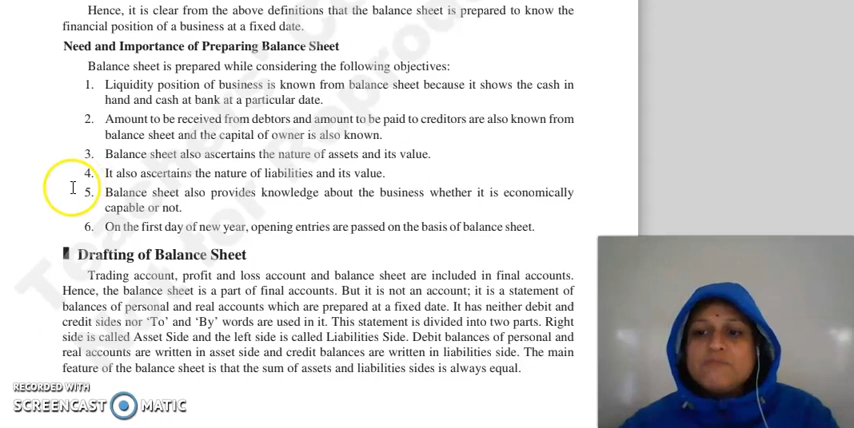 Hence, it is clear from the above definitions that the balance sheet is prepared to know the
financial position of a business at a fixed date.
Need and Importance of Preparing Balance Sheet
Balance sheet is prepared while considering the following objectives:
1. Liquidity position of business is known from balance sheet because it shows the cash in
hand and cash at bank at a particular date.
2. Amount to be received from debtors and amount to be paid to creditors are also known from
balance sheet and the capital of owner is also known.
3. Balance sheet also ascertains the nature of assets and its value.
4. It also ascertains the nature of liabilities and its value.
5. Balance sheet also provides knowledge about the business whether it is economically
capable or not.
6. On the first day of new year, opening entries are passed on the basis of balance sheet.
Drafting of Balance Sheet
Trading account, profit and loss account and balance sheet are included in final accounts.
Hence, the balance sheet is a part of final accounts. But it is not an account; it is a statement of
balances of personal and real accounts which are prepared at a fixed date. It has neither debit and
credit sides nor ‘To’ and ‘By’ words are used in it. This statement is divided into two parts. Right
side is called Asset Side and the left side is called Liabilities Side. Debit balances of personal and
real accounts are written in asset side and credit balances are written in liabilities side. The main
feature of the balance sheet is that the sum of assets and liabilities sides is always equal.
RECORDED WITH
SCREENCAST MATIC